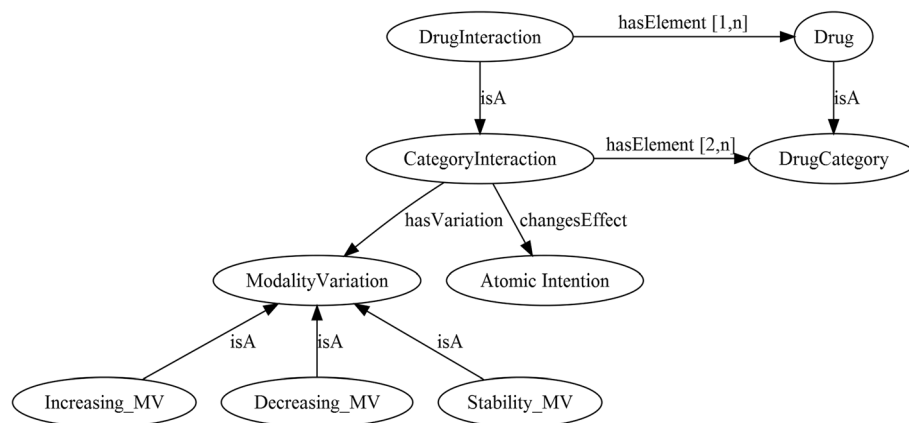 DrugInteraction
hasElement [1,n]
Drug
isA
isA
CategoryInteraction
hasElement [2,n]
DrugCategory
hasVariation
changesEffect
ModalityVariation
Atomic Intention
isA
isA
isA
Increasing_MV
Decreasing_MV
Stability_MV